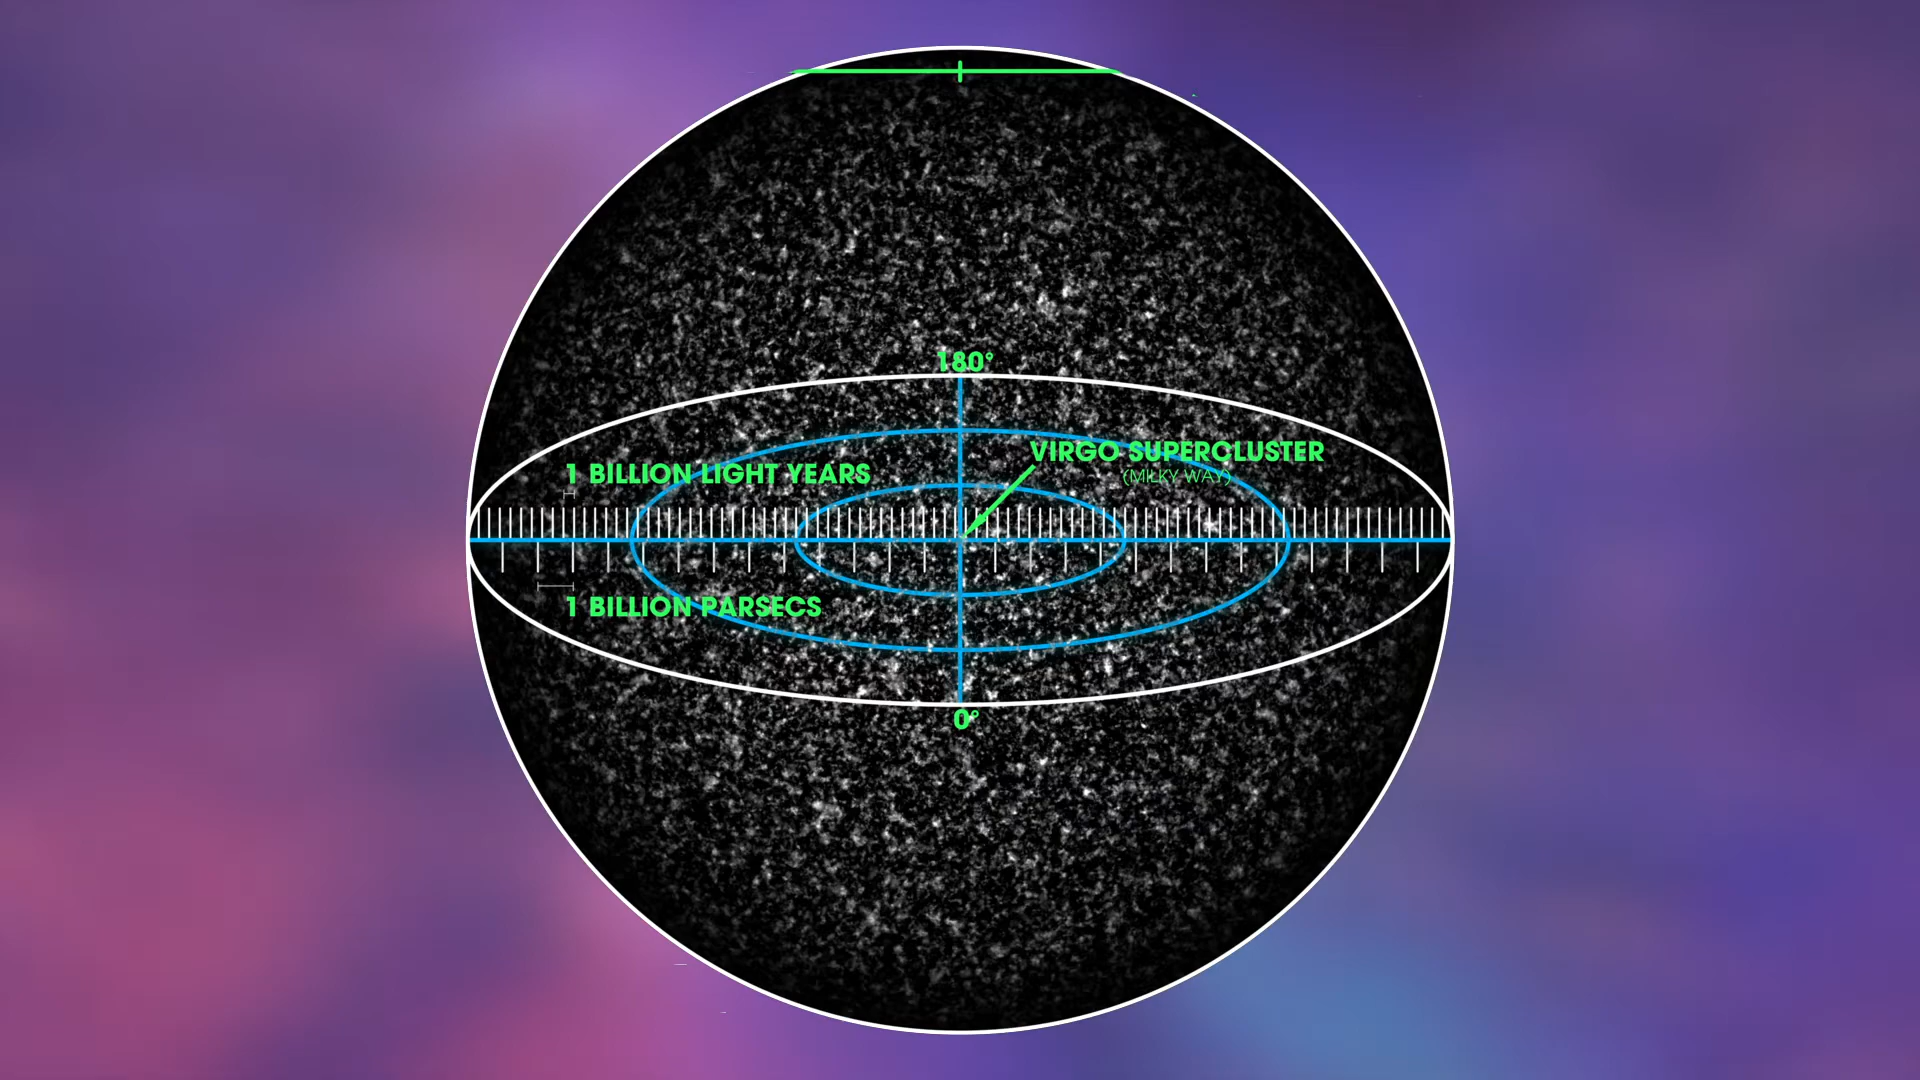 180°
VIRGO SUPERCLUSTER
(MILKY WAY)
1 BILLION LIGHT YEARS
1 BILLION PARSECS
0°